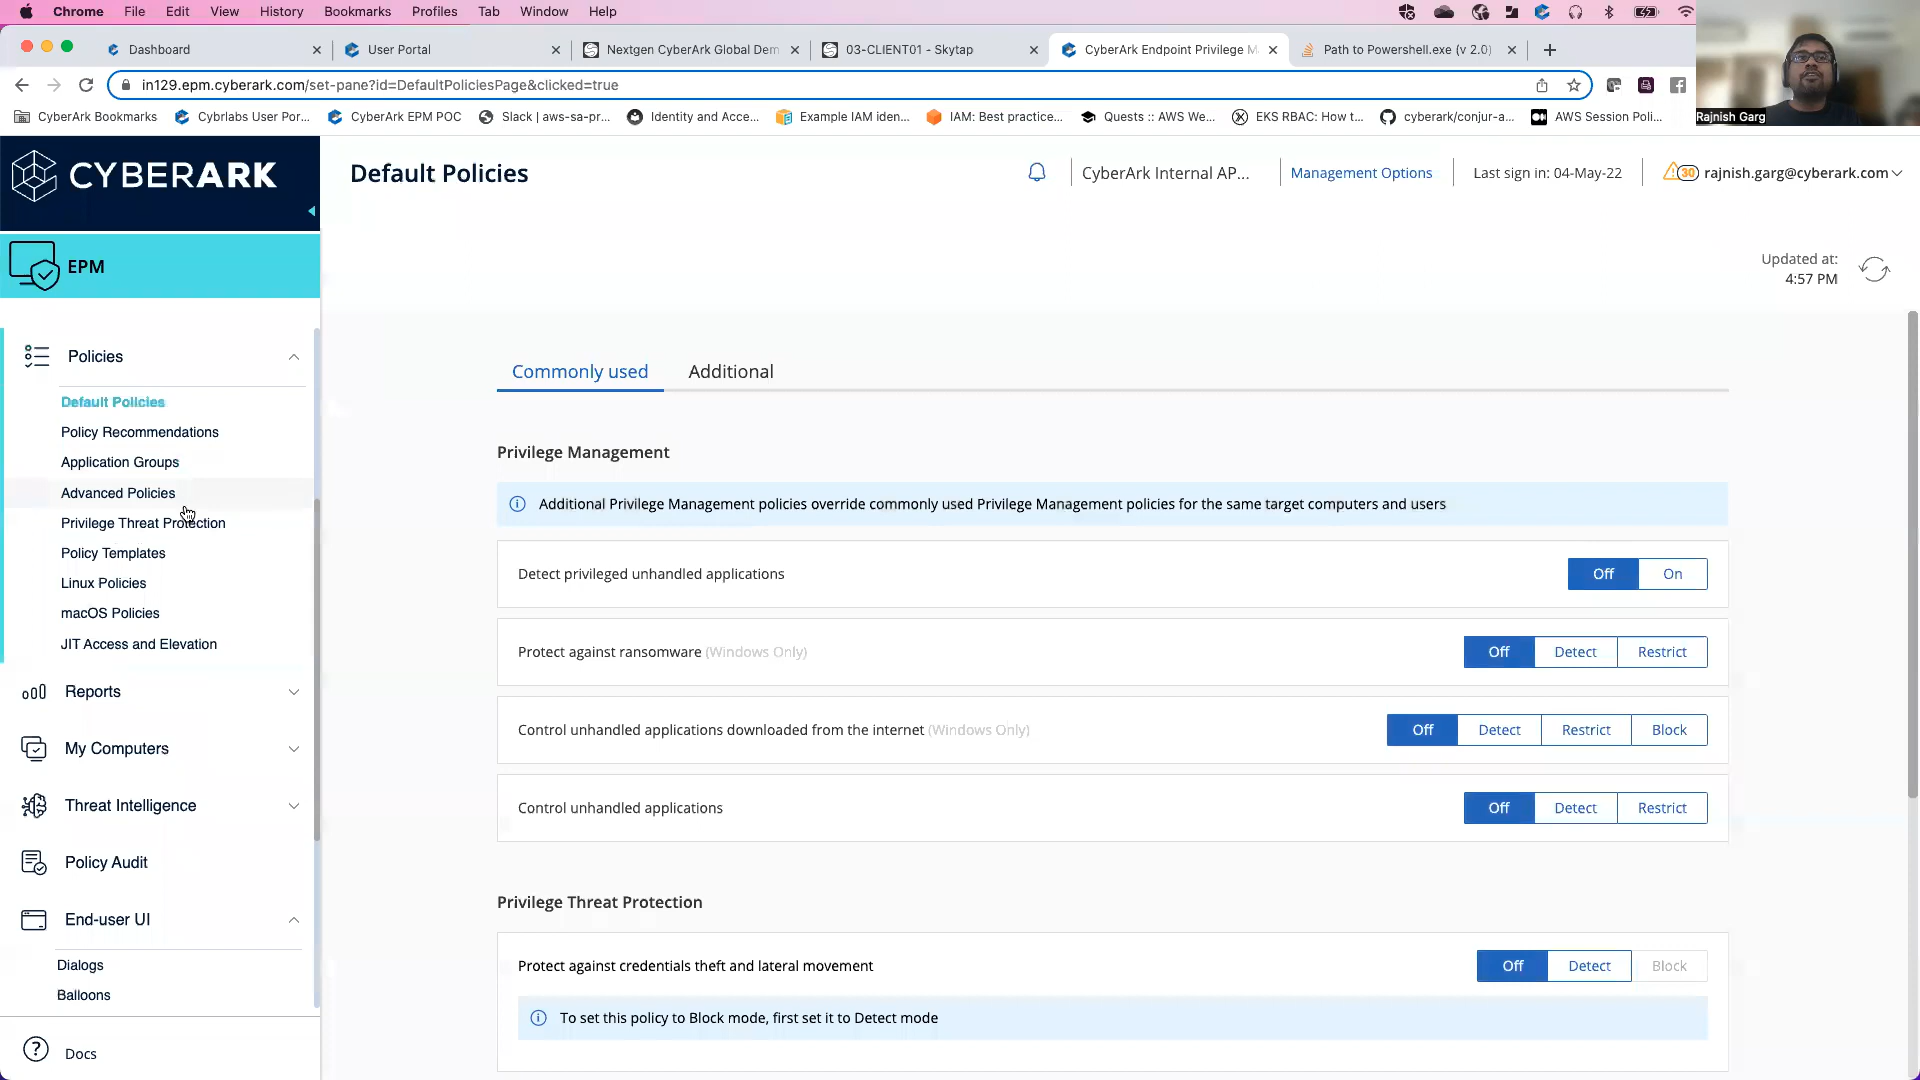 Chrome File Edit View History Bookmarks Profiles Tab Window Help
Dashboard
User Portal
Nextgen CyberArk Global Dem
03-CLIENT01 - Skytap
CyberArk Endpoint Privilege M
Path to Powershell.exe (v 2.0)
in129.epm.cyberark.com/set-pane?id=DefaultPoliciesPage&clicked=true
CyberArk Bookmarks
Cybrlabs User Por...
CyberArk EPM POC
Slack | aws-sa-pr...
Identity and Acce...
Example IAM iden...
IAM: Best practice...
Quests :: AWS We...
EKS RBAC: How t...
cyberark/conjur-a...
AWS Session Poli...
Rajnish Garg
CYBERARK
Default Policies
CyberArk Internal AP...
Management Options
Last sign in: 04-May-22
30
rajnish.garg@cyberark.com
EPM
Updated at:
4:57 PM
Policies
Default Policies
Policy Recommendations
Application Groups
Advanced Policies
Privilege Threat Protection
Policy Templates
Linux Policies
macOS Policies
JIT Access and Elevation
Reports
My Computers
Threat Intelligence
Policy Audit
End-user UI
Dialogs
Balloons
Docs
Commonly used
Additional
Privilege Management
Additional Privilege Management policies override commonly used Privilege Management policies for the same target computers and users
Detect privileged unhandled applications
Off On
Protect against ransomware (Windows Only)
Off Detect Restrict
Control unhandled applications downloaded from the internet (Windows Only)
Off Detect Restrict Block
Control unhandled applications
Off Detect Restrict
Privilege Threat Protection
Protect against credentials theft and lateral movement
Off Detect Block
To set this policy to Block mode, first set it to Detect mode